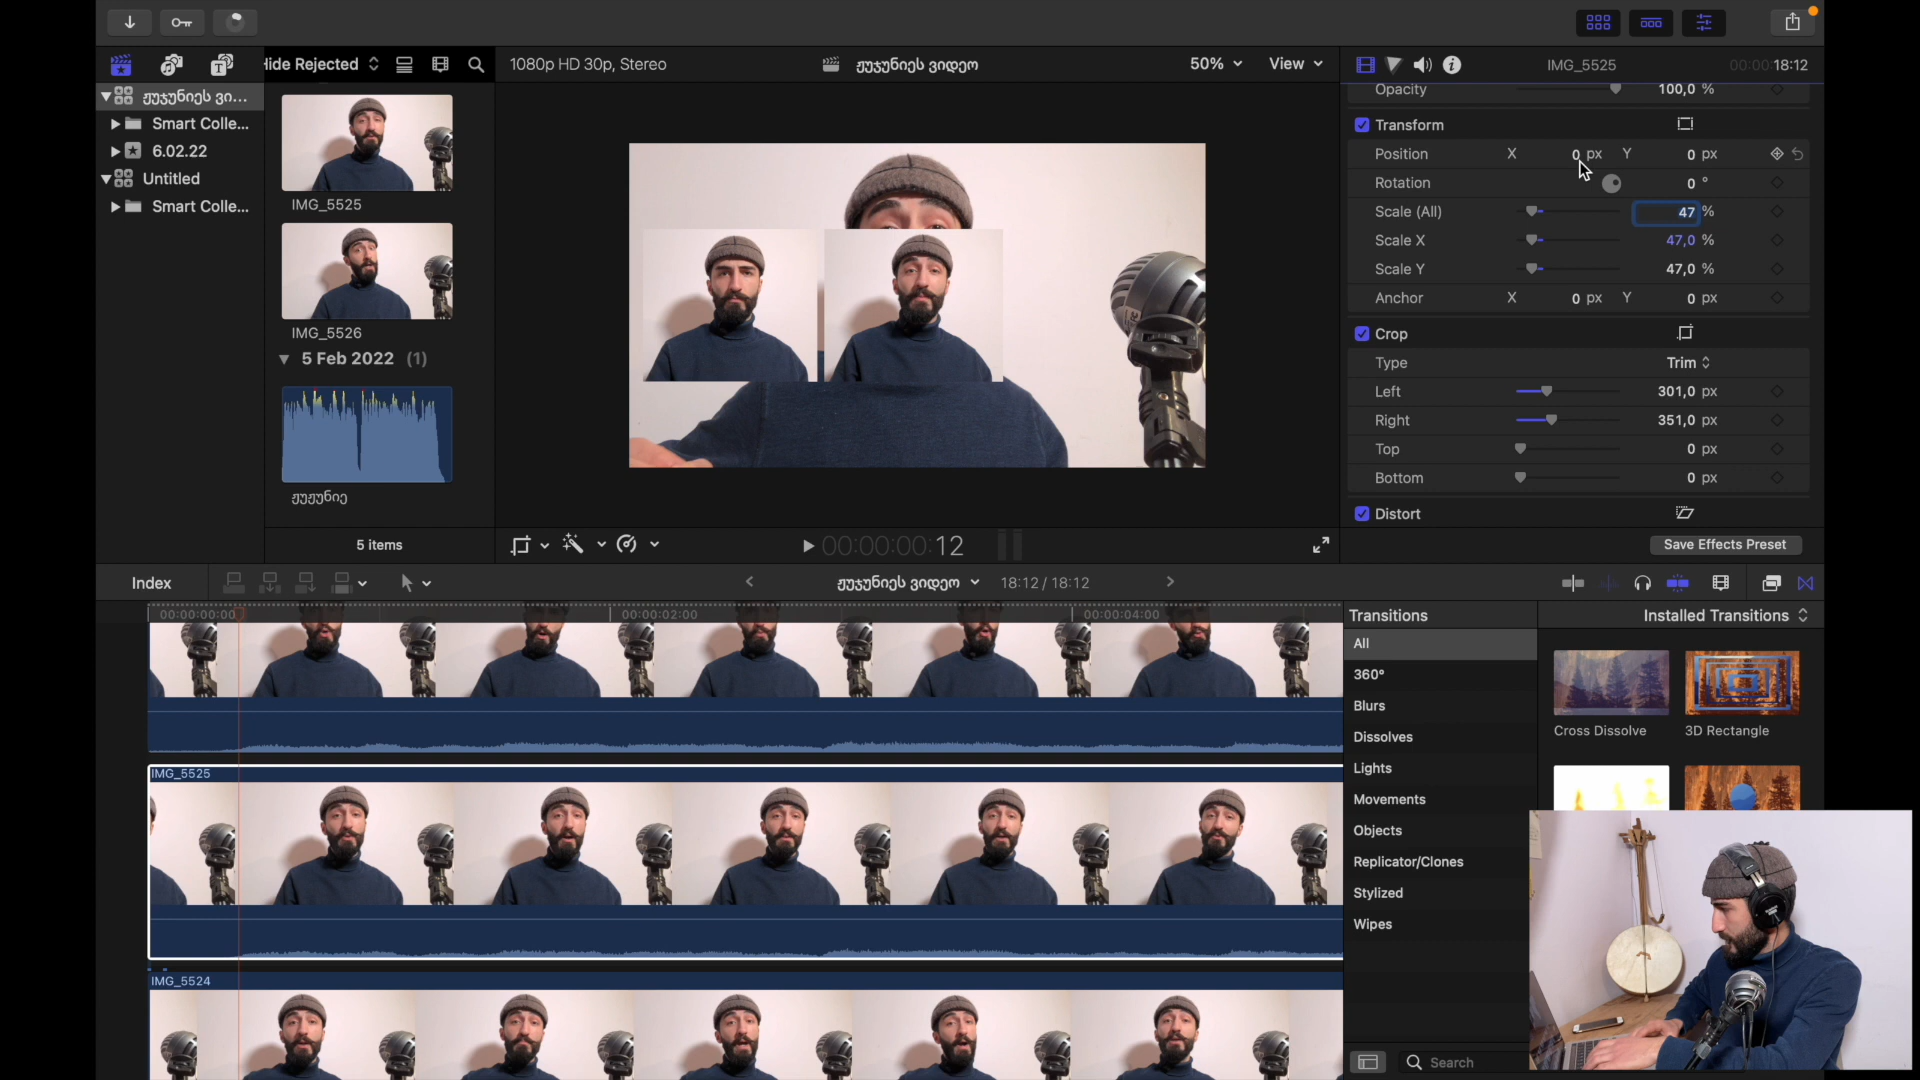 Hide Rejected
1080p HD 30p, Stereo
ჟუჯუნიეს ვიდეო
50%
View
IMG_5525
00:00:18:12
ჟუჯუნიეს ვი...
Smart Colle...
6.02.22
Untitled
Smart Colle...
IMG_5525
IMG_5526
5 Feb 2022 (1)
ჟუჟუნიე
5 items
Opacity 100,0 %
Transform
Position X 0 px Y 0 px
Rotation 0 °
Scale (All) 47 %
Scale X 47,0 %
Scale Y 47,0 %
Anchor X 0 px Y 0 px
Crop
Type Trim
Left 301,0 px
Right 351,0 px
Top 0 px
Bottom 0 px
Distort
Save Effects Preset
00:00:00:12
Index
ჟუჯუნიეს ვიდეო
18:12 / 18:12
00:00:00:00
00:00:02:00
00:00:04:00
IMG_5525
IMG_5524
Transitions
Installed Transitions
All
360°
Blurs
Dissolves
Lights
Movements
Objects
Replicator/Clones
Stylized
Wipes
Cross Dissolve
3D Rectangle
Search